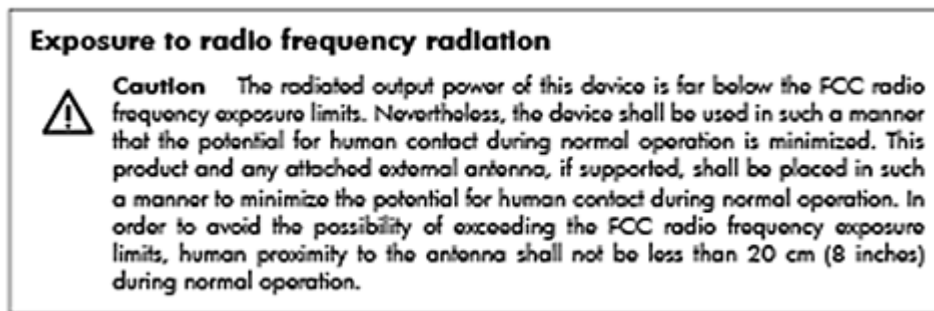 Exposure to radio frequency radiation
Caution The radiated output power of this device is far below the FCC radio
frequency exposure limits. Nevertheless, the device shall be used in such a manner
that the potential for human contact during normal operation is minimized. This
product and any attached external antenna, if supported, shall be placed in such
a manner to minimize the potential for human contact during normal operation. In
order to avoid the possibility of exceeding the FCC radio frequency exposure
limits, human proximity to the antenna shall not be less than 20 cm (8 inches)
during normal operation.